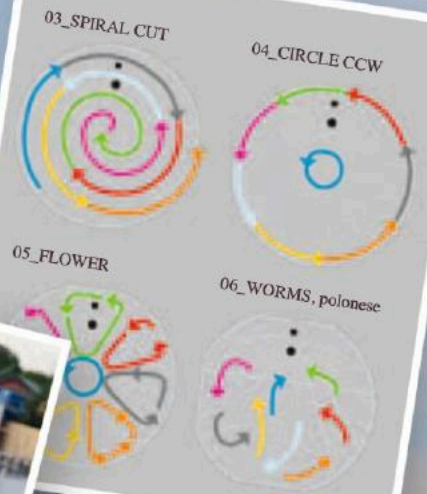 03_SPIRAL CUT
04_CIRCLE CCW
05_FLOWER
06_WORMS, polonese